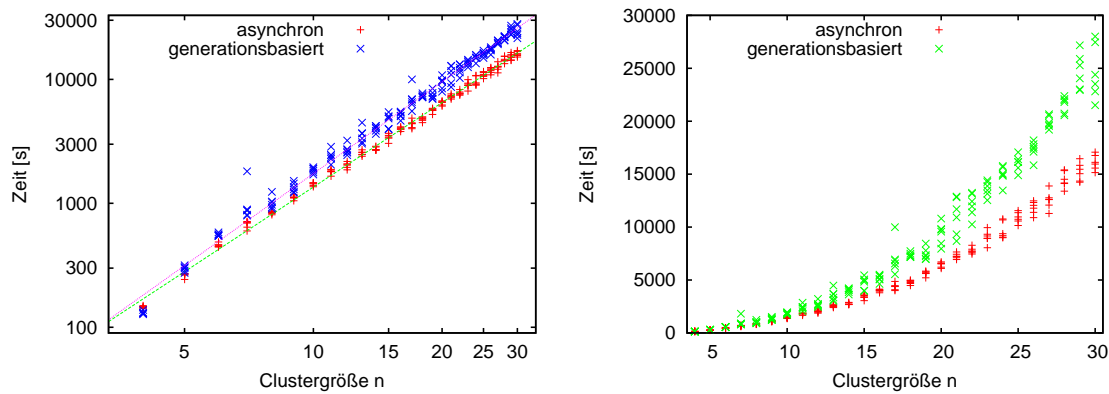 asynchron
generationsbasiert
30000
10000
3000
1000
300
100
Zeit [s]
5 10 15 20 25 30
Clustergröße n
asynchron
generationsbasiert
30000
25000
20000
15000
10000
5000
0
Zeit [s]
5 10 15 20 25 30
Clustergröße n